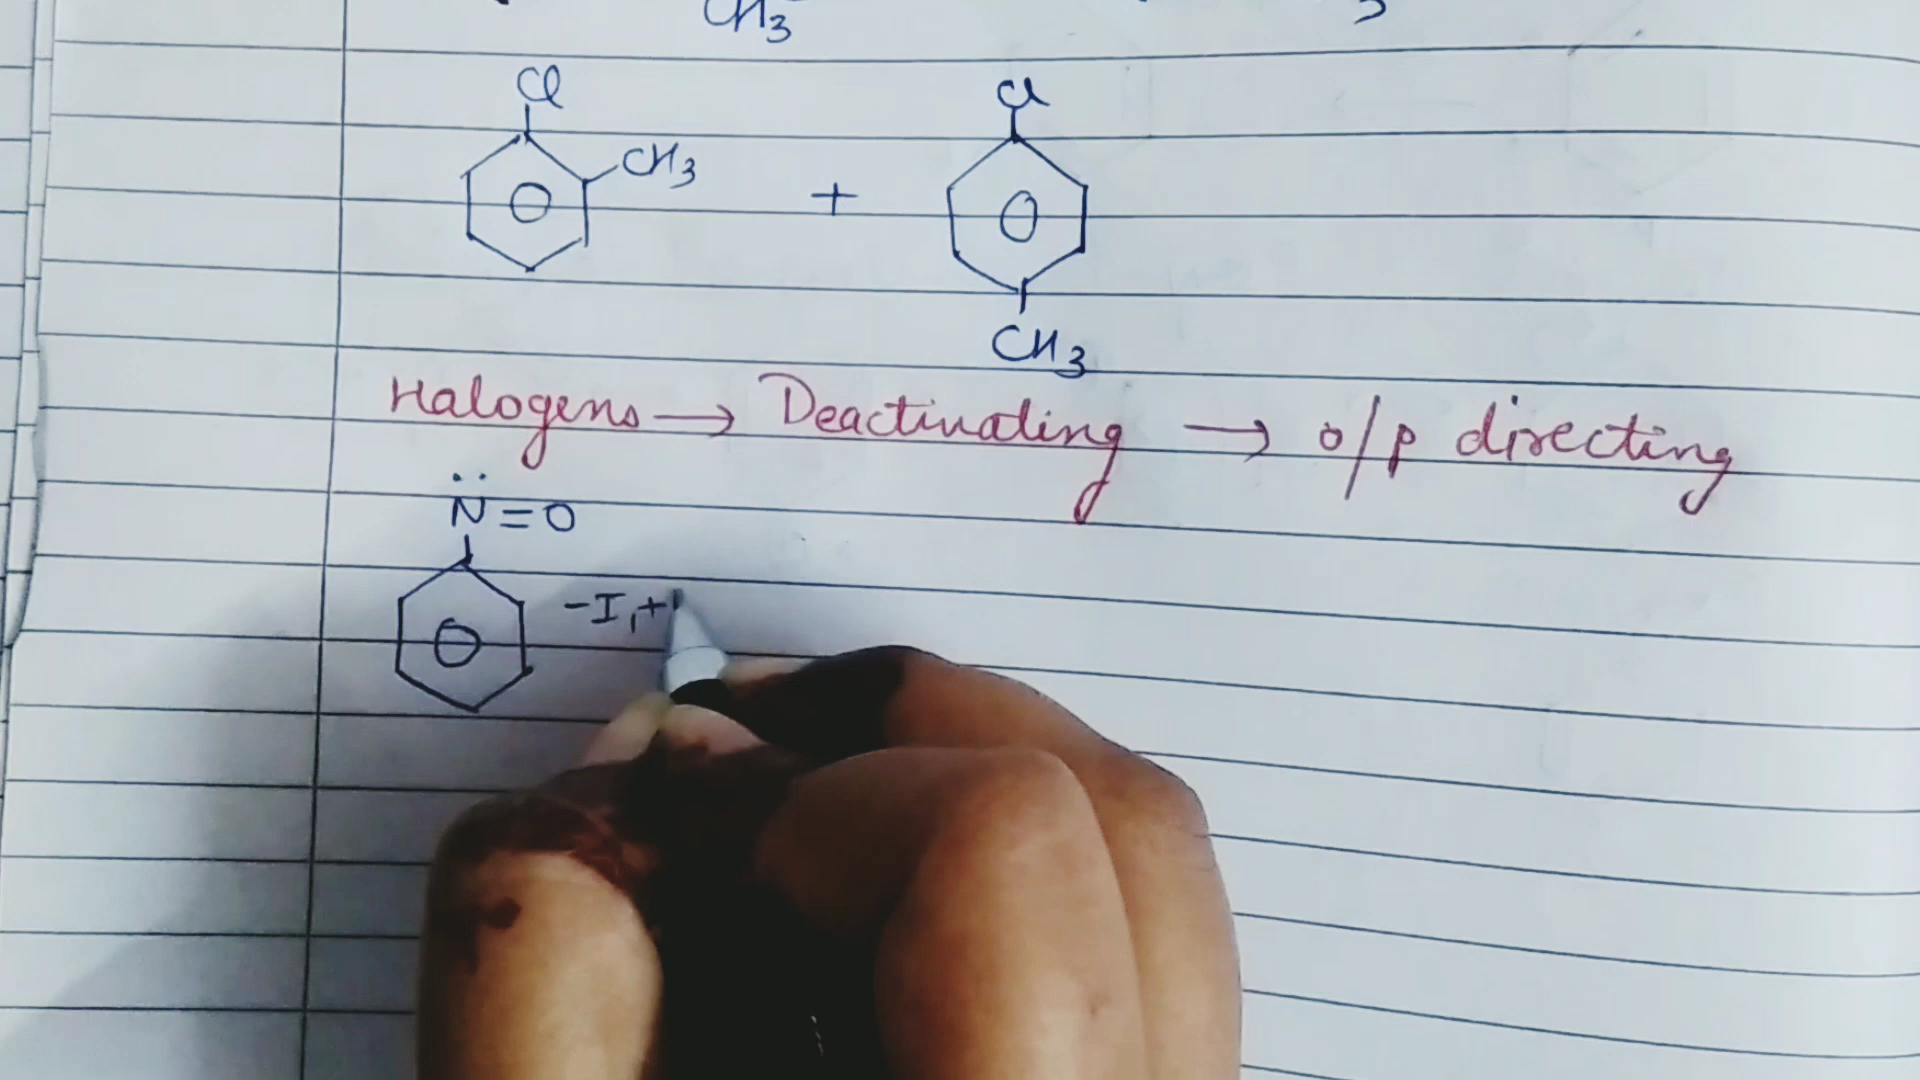 CH3
Cl Cl
CH3
+
CH3
Halogens → Deactivating → o/p directing
N=O
-I, +